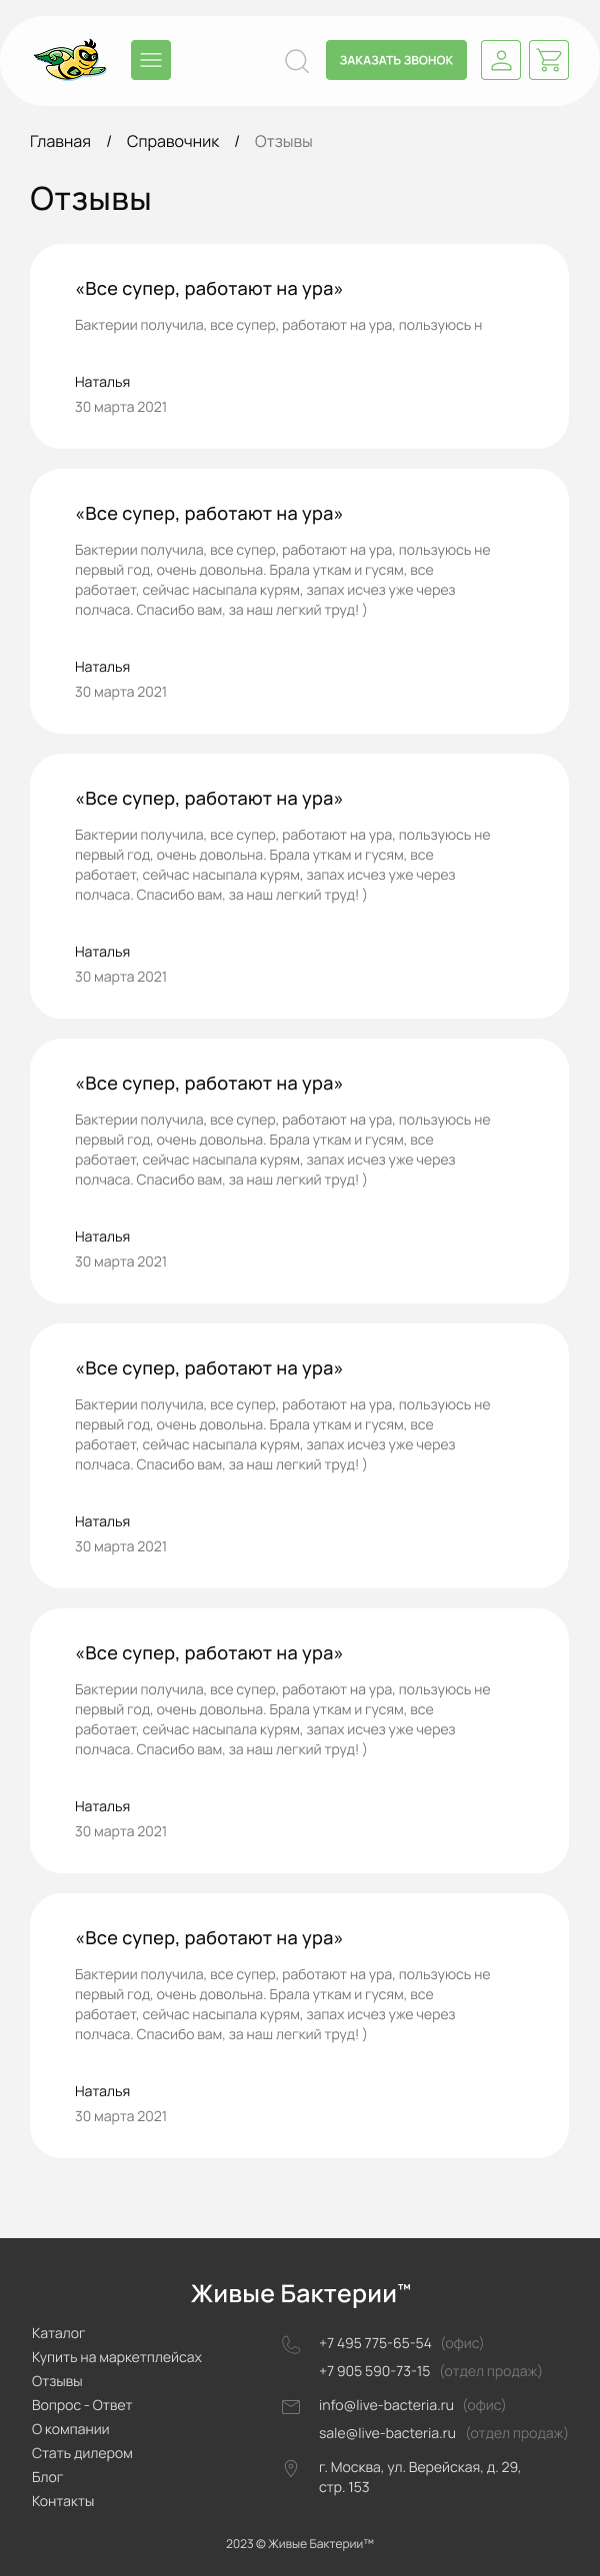 ЗАКАЗАТЬ ЗВОНОК
Главная / Справочник / Отзывы
Отзывы
«Все супер, работают на ура»
Бактерии получила, все супер, работают на ура, пользуюсь н
Наталья
30 марта 2021
«Все супер, работают на ура»
Бактерии получила, все супер, работают на ура, пользуюсь не
первый год, очень довольна. Брала уткам и гусям, все
работает, сейчас насыпала курям, запах исчез уже через
полчаса. Спасибо вам, за наш легкий труд! )
Наталья
30 марта 2021
«Все супер, работают на ура»
Бактерии получила, все супер, работают на ура, пользуюсь не
первый год, очень довольна. Брала уткам и гусям, все
работает, сейчас насыпала курям, запах исчез уже через
полчаса. Спасибо вам, за наш легкий труд! )
Наталья
30 марта 2021
«Все супер, работают на ура»
Бактерии получила, все супер, работают на ура, пользуюсь не
первый год, очень довольна. Брала уткам и гусям, все
работает, сейчас насыпала курям, запах исчез уже через
полчаса. Спасибо вам, за наш легкий труд! )
Наталья
30 марта 2021
«Все супер, работают на ура»
Бактерии получила, все супер, работают на ура, пользуюсь не
первый год, очень довольна. Брала уткам и гусям, все
работает, сейчас насыпала курям, запах исчез уже через
полчаса. Спасибо вам, за наш легкий труд! )
Наталья
30 марта 2021
«Все супер, работают на ура»
Бактерии получила, все супер, работают на ура, пользуюсь не
первый год, очень довольна. Брала уткам и гусям, все
работает, сейчас насыпала курям, запах исчез уже через
полчаса. Спасибо вам, за наш легкий труд! )
Наталья
30 марта 2021
«Все супер, работают на ура»
Бактерии получила, все супер, работают на ура, пользуюсь не
первый год, очень довольна. Брала уткам и гусям, все
работает, сейчас насыпала курям, запах исчез уже через
полчаса. Спасибо вам, за наш легкий труд! )
Наталья
30 марта 2021
Живые Бактерии™
Каталог
Купить на маркетплейсах
Отзывы
Вопрос - Ответ
О компании
Стать дилером
Блог
Контакты
+7 495 775-65-54 (офис)
+7 905 590-73-15 (отдел продаж)
info@live-bacteria.ru (офис)
sale@live-bacteria.ru (отдел продаж)
г. Москва, ул. Верейская, д. 29,
стр. 153
2023 © Живые Бактерии™